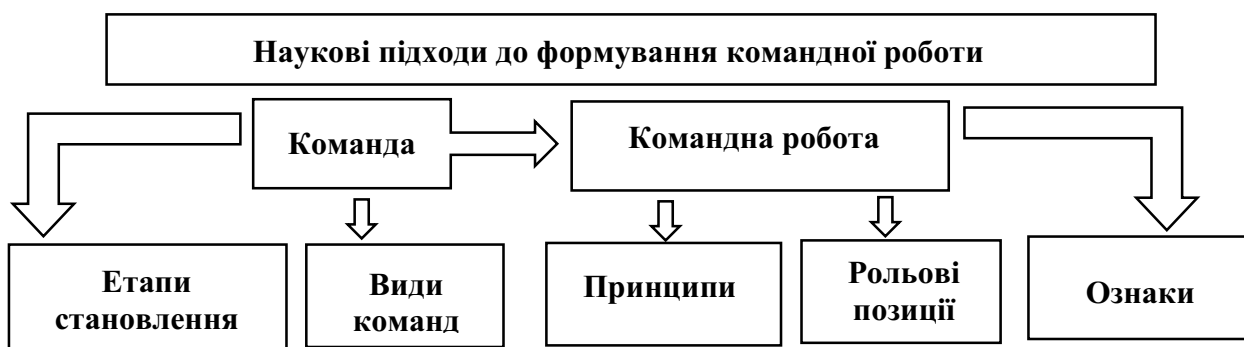 Наукові підходи до формування командної роботи
Команда
Командна робота
Етапи
становлення
Види
команд
Принципи
Рольові
позиції
Ознаки